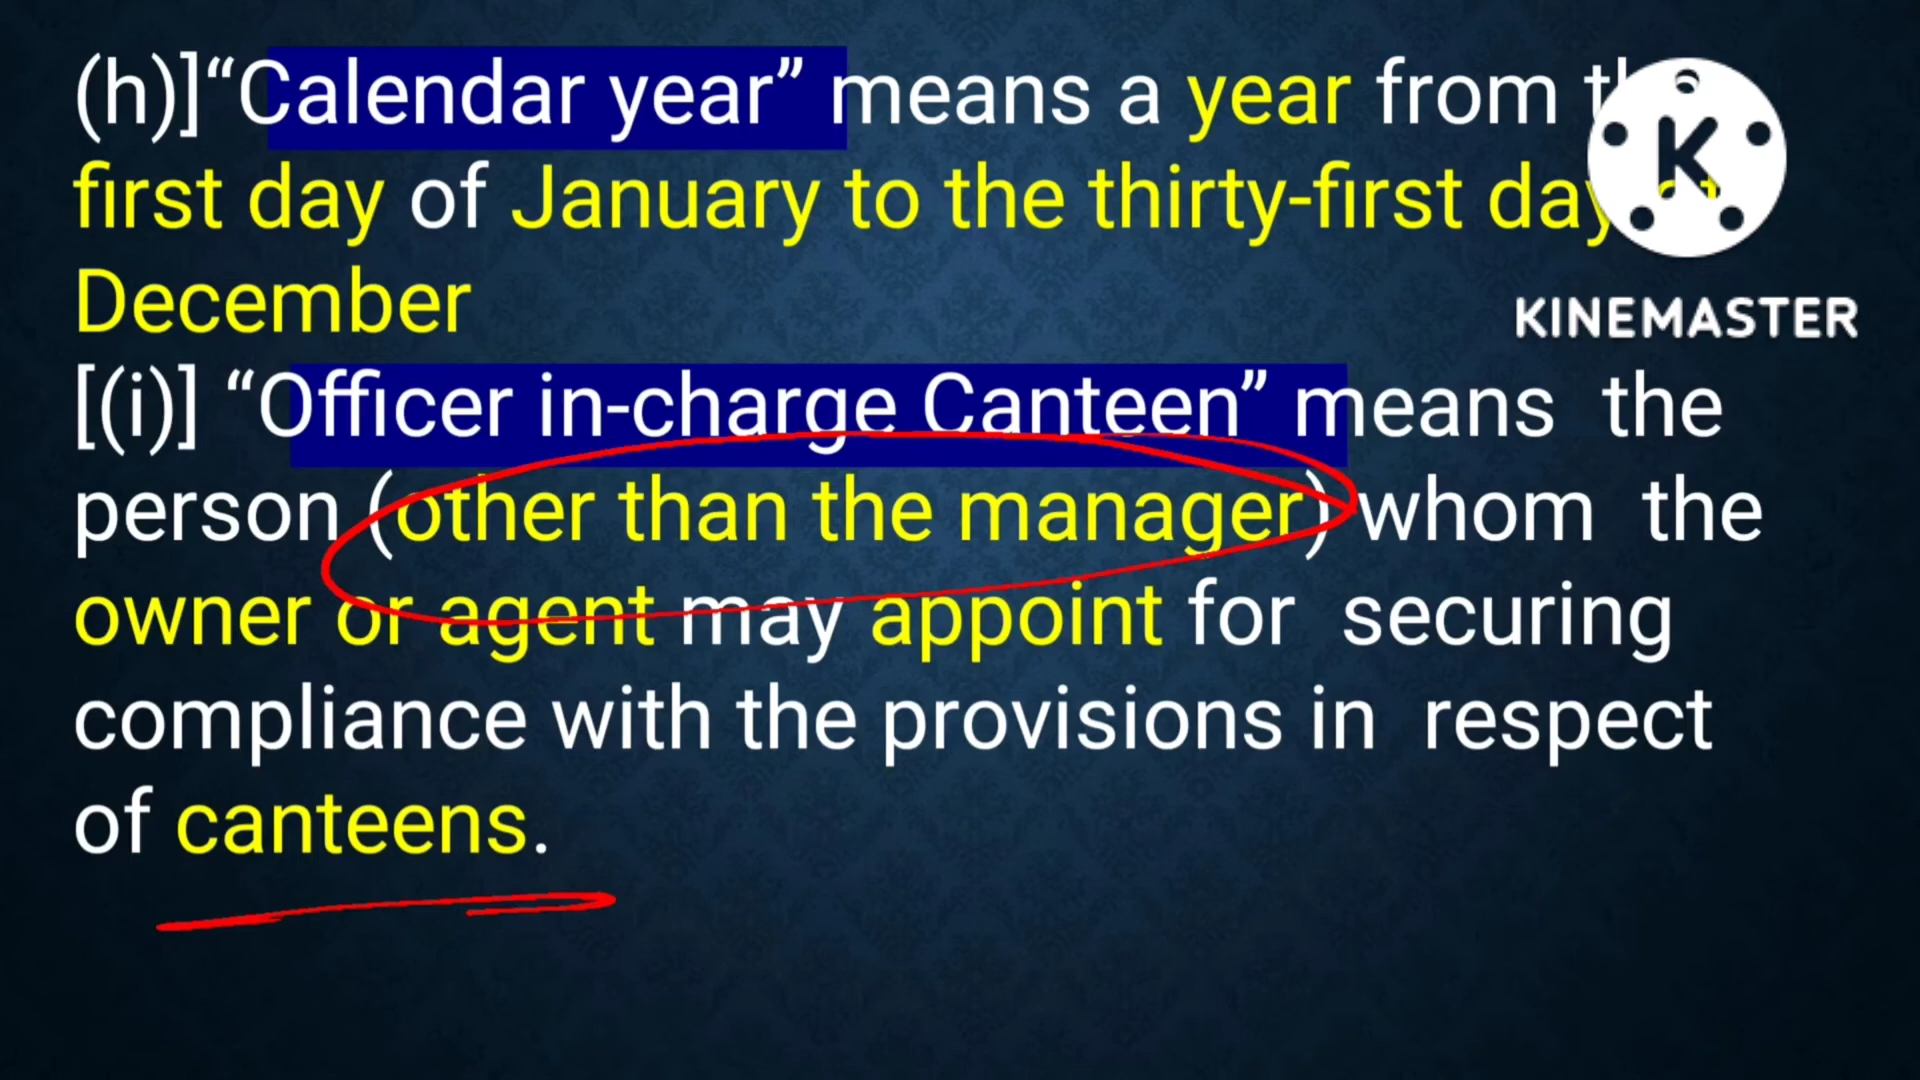 (h)]“Calendar year” means a year from
first day of January to the thirty-first day
December
KINEMASTER
[(i)] “Officer in-charge Canteen” means the
person (other than the manager) whom the
owner or agent may appoint for securing
compliance with the provisions in respect
of canteens.